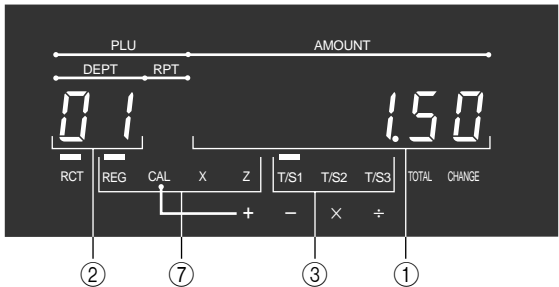 PLU AMOUNT
DEPT RPT
01 1.50
RCT REG CAL X Z T/S1 T/S2 T/S3 TOTAL CHANGE
+ − × ÷
② ⑦ ③ ①